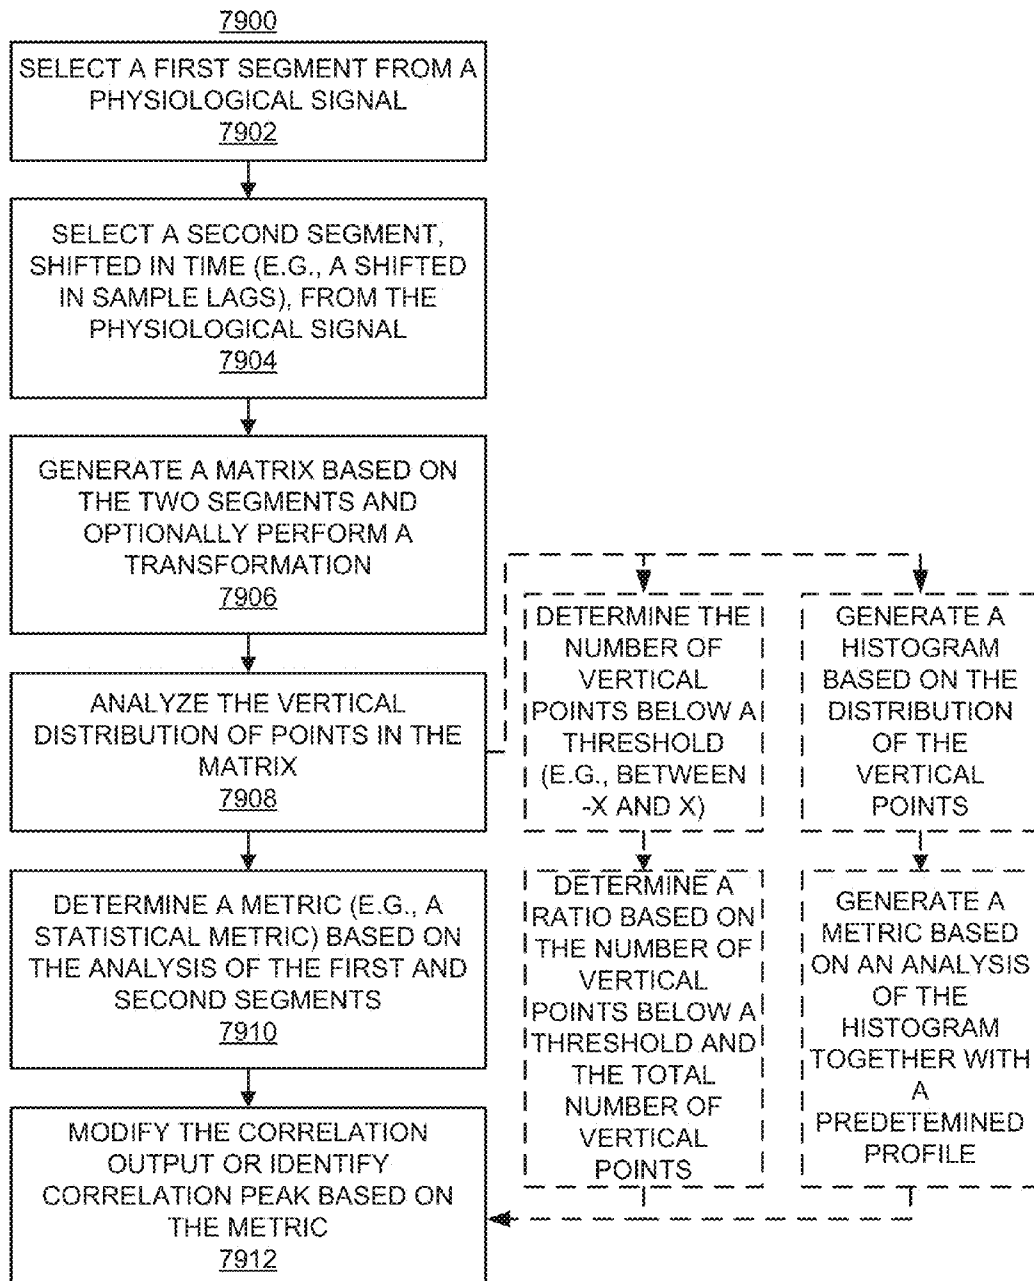 7900
SELECT A FIRST SEGMENT FROM A
PHYSIOLOGICAL SIGNAL
7902
SELECT A SECOND SEGMENT,
SHIFTED IN TIME (E.G., A SHIFTED
IN SAMPLE LAGS), FROM THE
PHYSIOLOGICAL SIGNAL
7904
GENERATE A MATRIX BASED ON
THE TWO SEGMENTS AND
OPTIONALLY PERFORM A
TRANSFORMATION
7906
ANALYZE THE VERTICAL
DISTRIBUTION OF POINTS IN THE
MATRIX
7908
DETERMINE A METRIC (E.G., A
STATISTICAL METRIC) BASED ON
THE ANALYSIS OF THE FIRST AND
SECOND SEGMENTS
7910
MODIFY THE CORRELATION
OUTPUT OR IDENTIFY
CORRELATION PEAK BASED ON
THE METRIC
7912
DETERMINE THE
NUMBER OF
VERTICAL
POINTS BELOW A
THRESHOLD
(E.G., BETWEEN
-X AND X)
DETERMINE A
RATIO BASED ON
THE NUMBER OF
VERTICAL
POINTS BELOW A
THRESHOLD AND
THE TOTAL
NUMBER OF
VERTICAL
POINTS
GENERATE A
HISTOGRAM
BASED ON THE
DISTRIBUTION
OF THE
VERTICAL
POINTS
GENERATE A
METRIC BASED
ON AN ANALYSIS
OF THE
HISTOGRAM
TOGETHER WITH
A
PREDETEMINED
PROFILE